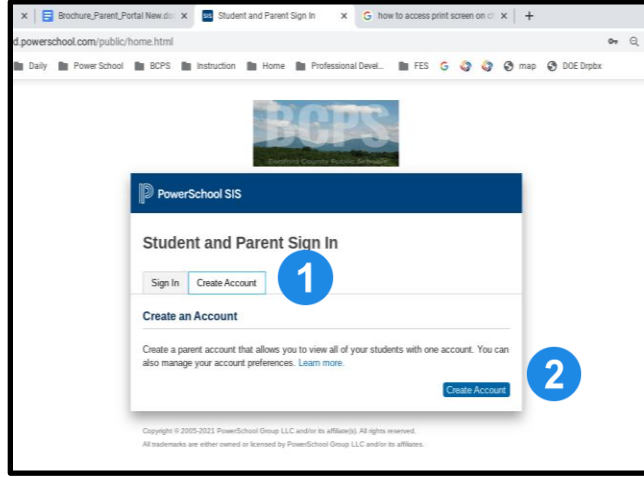 Brochure_Parent_Portal New.do
SIS Student and Parent Sign In
G how to access print screen on c
d.powerschool.com/public/home.html
Daily Power School BCPS Instruction Home Professional Devel... FES G map DOE Drpbx
BCPS
Bedford County Public Schools
PowerSchool SIS
Student and Parent Sign In
Sign In Create Account 1
Create an Account
Create a parent account that allows you to view all of your students with one account. You can
also manage your account preferences. Learn more.
2
Create Account
Copyright © 2005-2021 PowerSchool Group LLC and/or its affiliate(s). All rights reserved.
All trademarks are either owned or licensed by PowerSchool Group LLC and/or its affiliates.